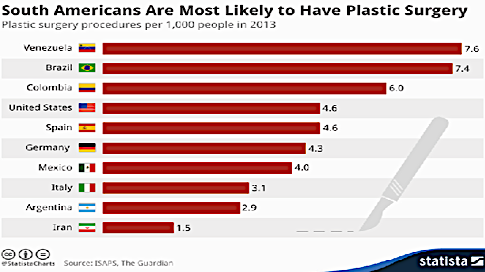 South Americans Are Most Likely to Have Plastic Surgery
Plastic surgery procedures per 1,000 people in 2013
Venezuela 7.6
Brazil 7.4
Colombia 6.0
United States 4.6
Spain 4.6
Germany 4.3
Mexico 4.0
Italy 3.1
Argentina 2.9
Iran 1.5
@StatistaCharts Source: ISAPS, The Guardian
statista